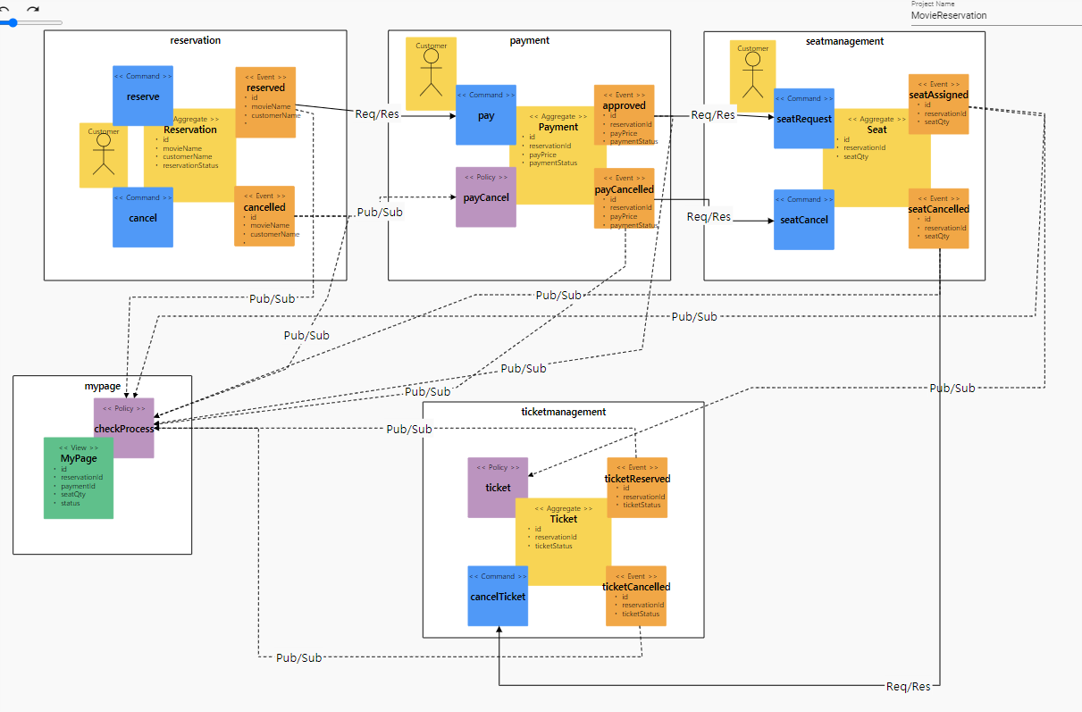 Project Name
MovieReservation
reservation
<< Command >>
reserve
<< Event >>
reserved
id
movieName
customerName
Customer
<< Aggregate >>
Reservation
id
movieName
customerName
reservationStatus
<< Command >>
cancel
<< Event >>
cancelled
id
movieName
customerName
Req/Res
Pub/Sub
payment
Customer
<< Command >>
pay
<< Event >>
approved
id
reservationId
payPrice
paymentStatus
<< Aggregate >>
Payment
id
reservationId
payPrice
paymentStatus
<< Policy >>
payCancel
<< Event >>
payCancelled
id
reservationId
payPrice
paymentStatus
Req/Res
Req/Res
seatmanagement
Customer
<< Command >>
seatRequest
<< Event >>
seatAssigned
id
reservationId
seatQty
<< Aggregate >>
Seat
id
reservationId
seatQty
<< Command >>
seatCancel
<< Event >>
seatCancelled
id
reservationId
seatQty
Pub/Sub
Pub/Sub
Pub/Sub
Pub/Sub
Pub/Sub
Pub/Sub
Pub/Sub
mypage
<< Policy >>
checkProcess
<< View >>
MyPage
id
reservationId
paymentId
seatQty
status
ticketmanagement
Pub/Sub
<< Policy >>
ticket
<< Event >>
ticketReserved
id
reservationId
ticketStatus
<< Aggregate >>
Ticket
id
reservationId
ticketStatus
<< Command >>
cancelTicket
<< Event >>
ticketCancelled
id
reservationId
ticketStatus
Pub/Sub
Req/Res